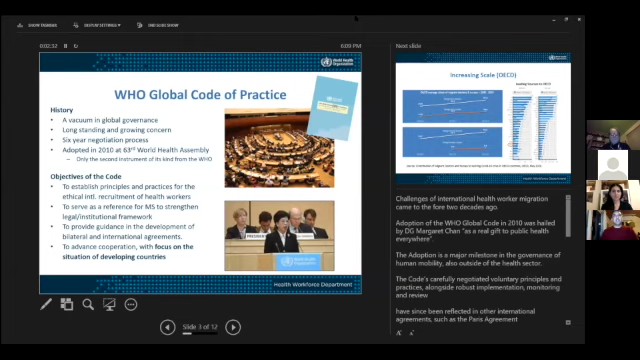 SHOW TASKBAR
DISPLAY SETTINGS
END SLIDE SHOW
0:02:32
6:09 PM
World Health
Organization
WHO Global Code of Practice
History
• A vacuum in global governance
• Long standing and growing concern
• Six year negotiation process
• Adopted in 2010 at 63rd World Health Assembly
– Only the second instrument of its kind from the WHO
Objectives of the Code
• To establish principles and practices for the
ethical intl. recruitment of health workers
• To serve as a reference for MS to strengthen
legal/institutional framework
• To provide guidance in the development of
bilateral and international agreements.
• To advance cooperation, with focus on the
situation of developing countries
PRESIDENT
Health Workforce Department
Slide 3 of 12
Next slide
Increasing Scale (OECD)
Health Workforce Department
Challenges of international health worker migration
came to the fore two decades ago.
Adoption of the WHO Global Code in 2010 was hailed
by DG Margaret Chan "as a real gift to public health
everywhere".
The Adoption is a major milestone in the governance of
human mobility, also outside of the health sector.
The Code's carefully negotiated voluntary principles and
practices, alongside robust implementation, monitoring
and review
have since been reflected in other international
agreements, such as the Paris Agreement